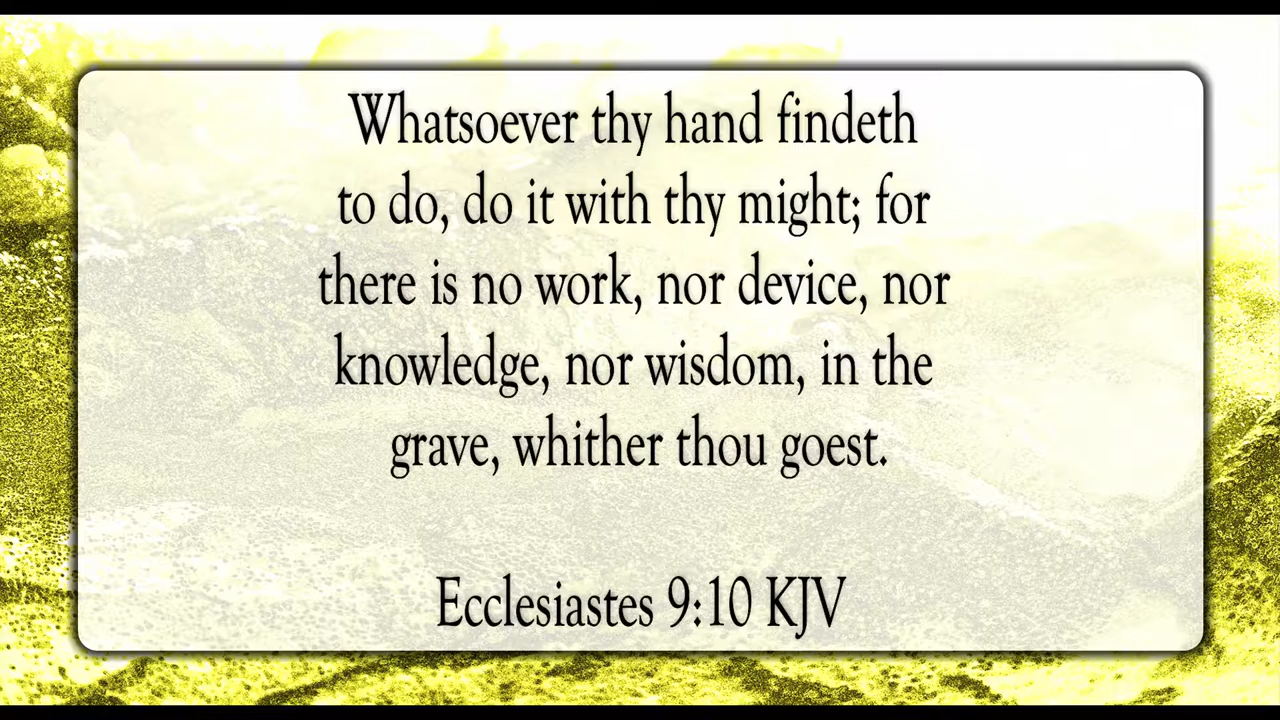 Whatsoever thy hand findeth
to do, do it with thy might; for
there is no work, nor device, nor
knowledge, nor wisdom, in the
grave, whither thou goest.
Ecclesiastes 9:10 KJV